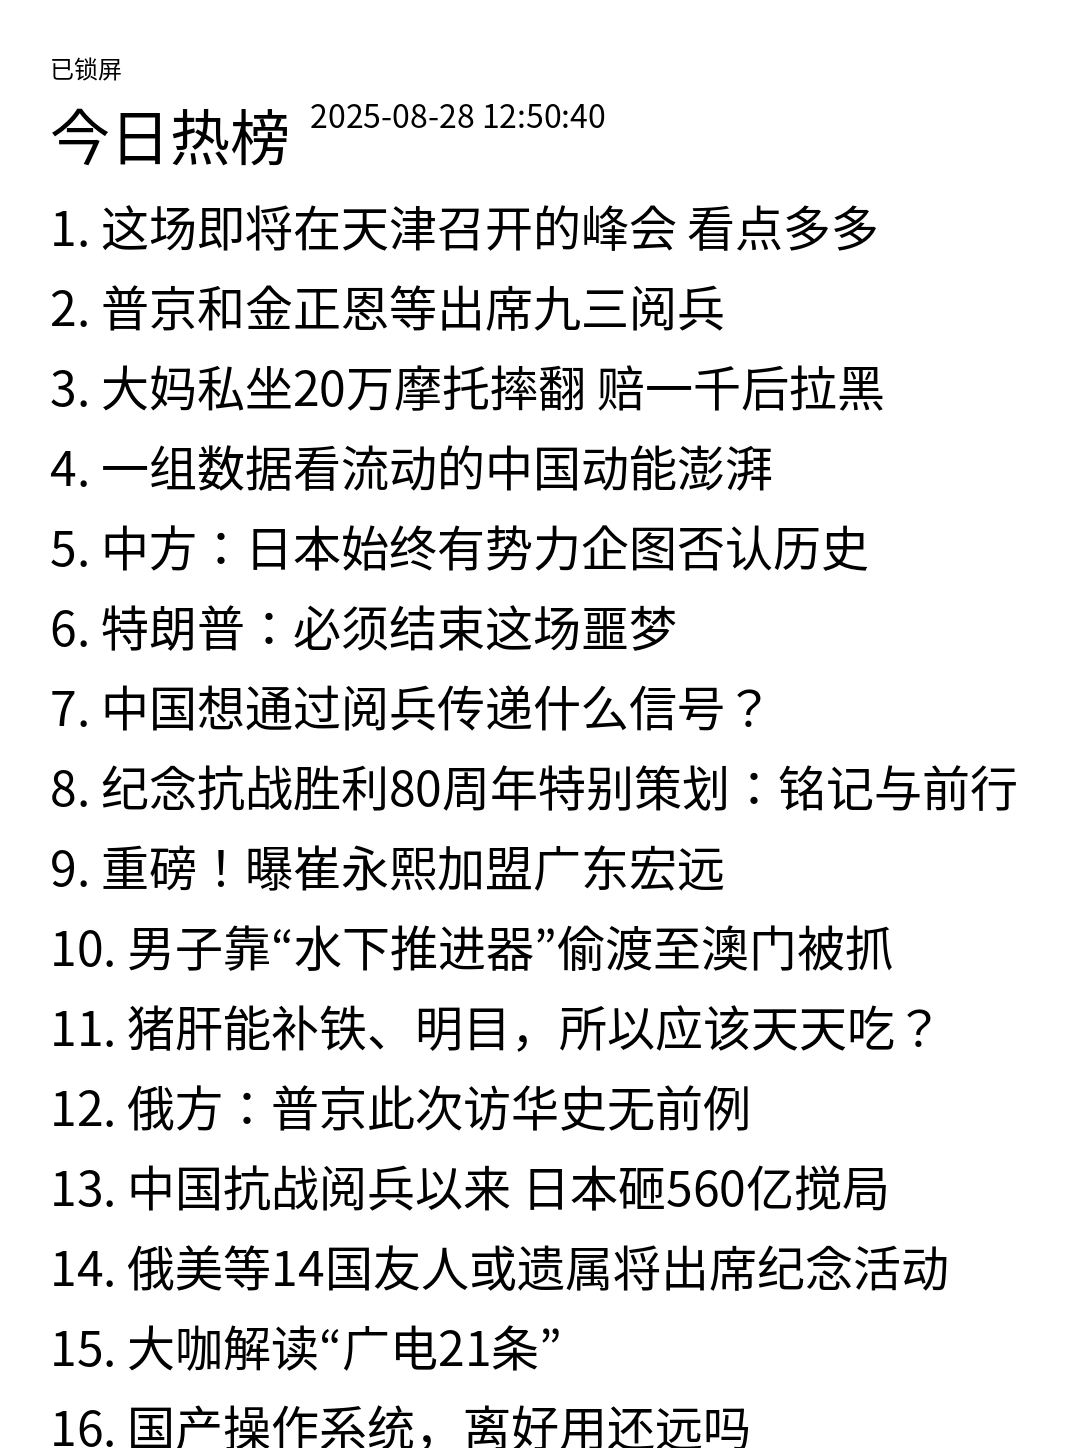 已锁屏
今日热榜 2025-08-28 12:50:40
1. 这场即将在天津召开的峰会 看点多多
2. 普京和金正恩等出席九三阅兵
3. 大妈私坐20万摩托摔翻 赔一千后拉黑
4. 一组数据看流动的中国动能澎湃
5. 中方：日本始终有势力企图否认历史
6. 特朗普：必须结束这场噩梦
7. 中国想通过阅兵传递什么信号？
8. 纪念抗战胜利80周年特别策划：铭记与前行
9. 重磅！曝崔永熙加盟广东宏远
10. 男子靠“水下推进器”偷渡至澳门被抓
11. 猪肝能补铁、明目，所以应该天天吃？
12. 俄方：普京此次访华史无前例
13. 中国抗战阅兵以来 日本砸560亿搅局
14. 俄美等14国友人或遗属将出席纪念活动
15. 大咖解读“广电21条”
16. 国产操作系统，离好用还远吗